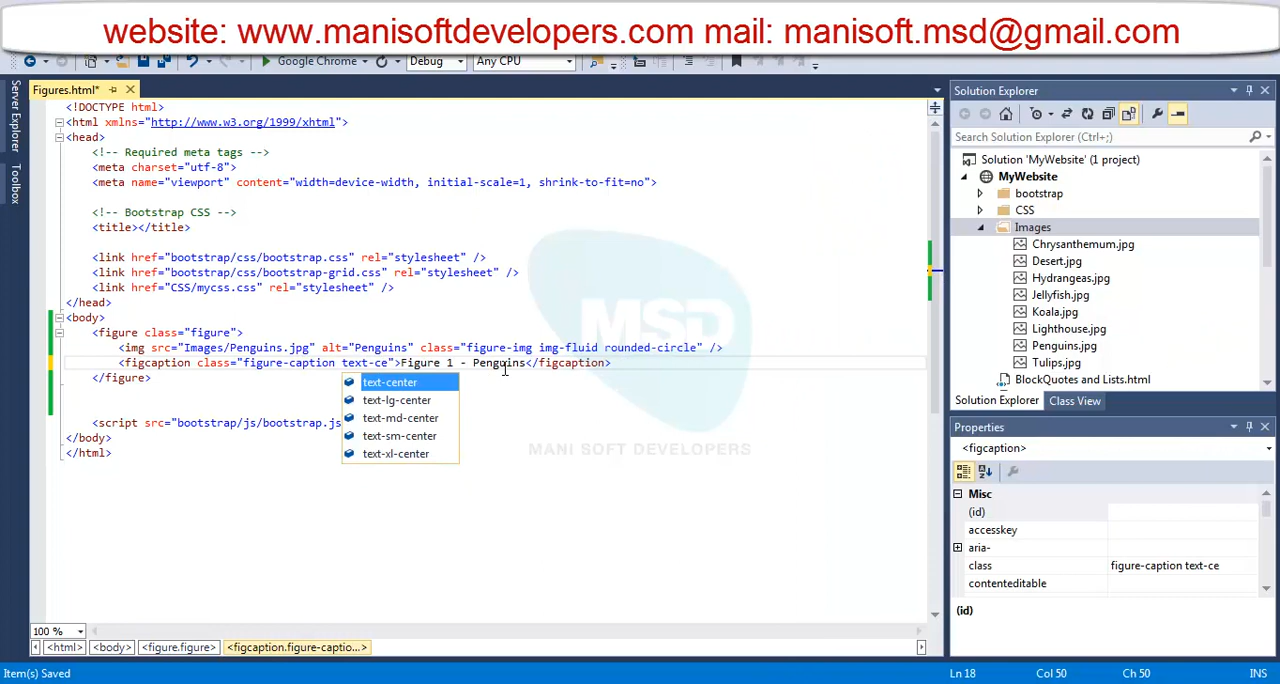 website: www.manisoftdevelopers.com mail: manisoft.msd@gmail.com
Google Chrome Debug Any CPU
Server Explorer
Toolbox
Figures.html*
<!DOCTYPE html>
<html xmlns="http://www.w3.org/1999/xhtml">
<head>
<!-- Required meta tags -->
<meta charset="utf-8">
<meta name="viewport" content="width=device-width, initial-scale=1, shrink-to-fit=no">
<!-- Bootstrap CSS -->
<title></title>
<link href="bootstrap/css/bootstrap.css" rel="stylesheet" />
<link href="bootstrap/css/bootstrap-grid.css" rel="stylesheet" />
<link href="CSS/mycss.css" rel="stylesheet" />
</head>
<body>
<figure class="figure">
<img src="Images/Penguins.jpg" alt="Penguins" class="figure-img img-fluid rounded-circle" />
<figcaption class="figure-caption text-ce">Figure 1 - Penguins</figcaption>
</figure>
text-center
text-lg-center
text-md-center
text-sm-center
text-xl-center
<script src="bootstrap/js/bootstrap.js
</body>
</html>
MSD
MANI SOFT DEVELOPERS
100 %
<html> <body> <figure.figure> <figcaption.figure-captio...>
Item(s) Saved
Ln 18 Col 50 Ch 50 INS
Solution Explorer
Search Solution Explorer (Ctrl+;)
Solution 'MyWebsite' (1 project)
MyWebsite
bootstrap
CSS
Images
Chrysanthemum.jpg
Desert.jpg
Hydrangeas.jpg
Jellyfish.jpg
Koala.jpg
Lighthouse.jpg
Penguins.jpg
Tulips.jpg
BlockQuotes and Lists.html
Solution Explorer Class View
Properties
<figcaption>
Misc
(id)
accesskey
aria-
class figure-caption text-ce
contenteditable
(id)